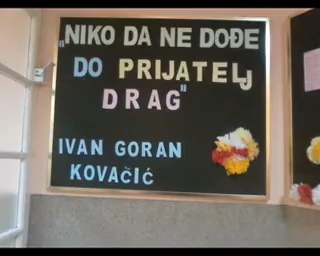 „NIKO DA NE DOĐE
DO PRIJATELJ
DRAG"
IVAN GORAN
KOVAČIĆ